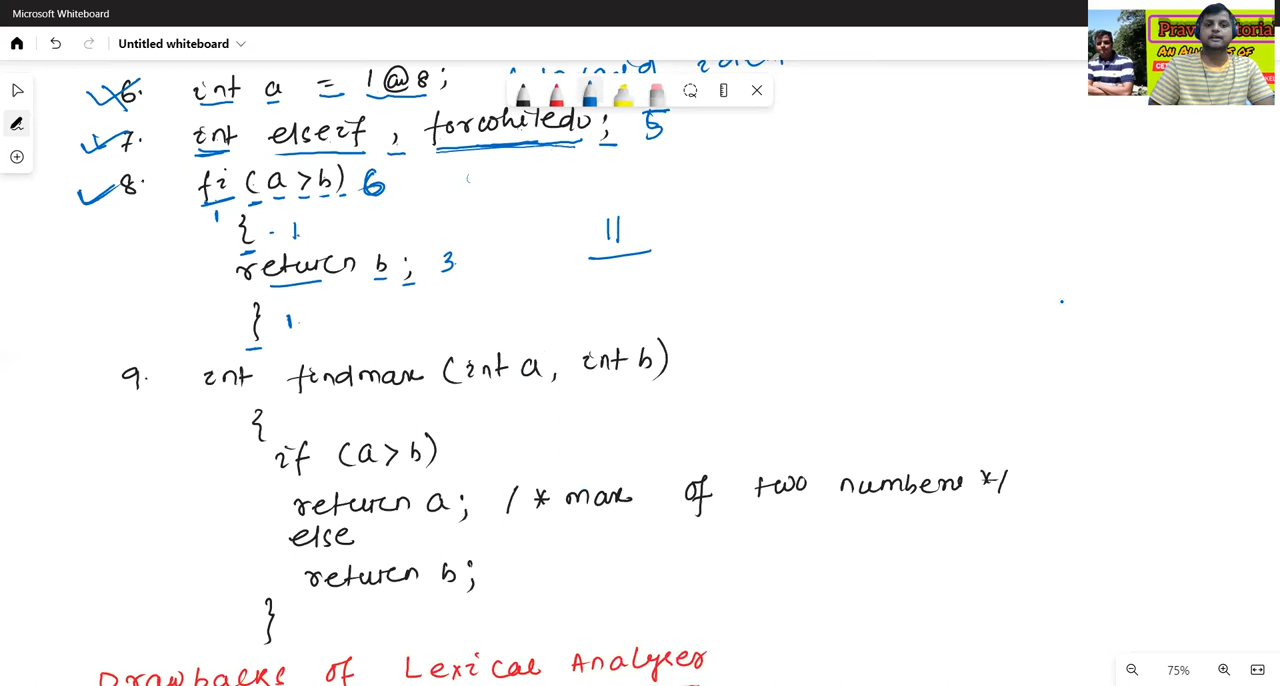 Microsoft Whiteboard
Untitled whiteboard
6. int a = 1@8;
7. int elseif, forwhiledo; 5
8. fi (a>b) 6
1
{ 1
11
return b; 3
} 1
9. int findmax (int a, int b)
{
if (a>b)
return a; /* max of two numbers */
else
return b;
}
Drawbacks of Lexical Analyser
75%